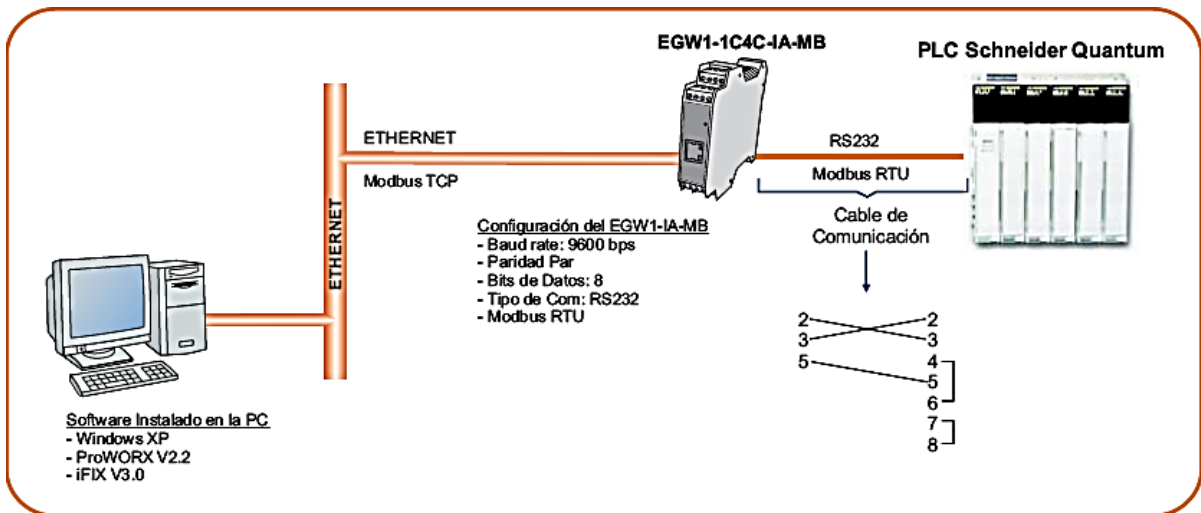 EGW1-1C4C-IA-MB
PLC Schneider Quantum
ETHERNET
Modbus TCP
ETHERNET
RS232
Modbus RTU
Cable de
Comunicación
Configuración del EGW1-IA-MB
- Baud rate: 9600 bps
- Paridad Par
- Bits de Datos: 8
- Tipo de Com: RS232
- Modbus RTU
2 2
3 3
5 4
5
6
7
8
Software Instalado en la PC
- Windows XP
- ProWORX V2.2
- iFIX V3.0